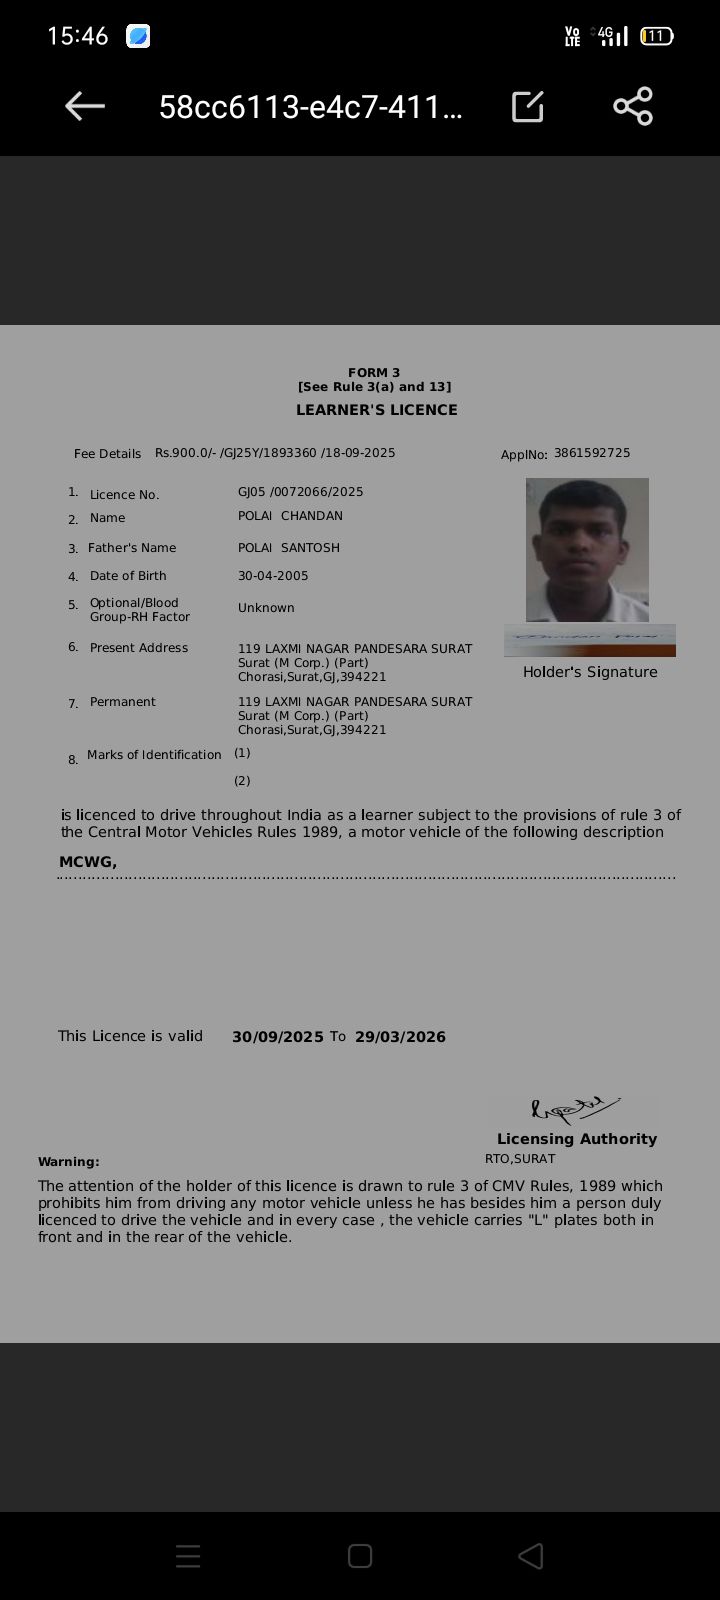 15:46
Vo LTE 4G 11
58cc6113-e4c7-411...
FORM 3
[See Rule 3(a) and 13]
LEARNER'S LICENCE
Fee Details Rs.900.0/- /GJ25Y/1893360 /18-09-2025 ApplNo: 3861592725
1. Licence No. GJ05 /0072066/2025
2. Name POLAI CHANDAN
3. Father's Name POLAI SANTOSH
4. Date of Birth 30-04-2005
5. Optional/Blood
Group-RH Factor Unknown
6. Present Address 119 LAXMI NAGAR PANDESARA SURAT
Surat (M Corp.) (Part)
Chorasi,Surat,GJ,394221
Holder's Signature
7. Permanent 119 LAXMI NAGAR PANDESARA SURAT
Surat (M Corp.) (Part)
Chorasi,Surat,GJ,394221
8. Marks of Identification (1)
(2)
is licenced to drive throughout India as a learner subject to the provisions of rule 3 of
the Central Motor Vehicles Rules 1989, a motor vehicle of the following description
MCWG,
This Licence is valid 30/09/2025 To 29/03/2026
Licensing Authority
RTO,SURAT
Warning:
The attention of the holder of this licence is drawn to rule 3 of CMV Rules, 1989 which
prohibits him from driving any motor vehicle unless he has besides him a person duly
licenced to drive the vehicle and in every case , the vehicle carries "L" plates both in
front and in the rear of the vehicle.